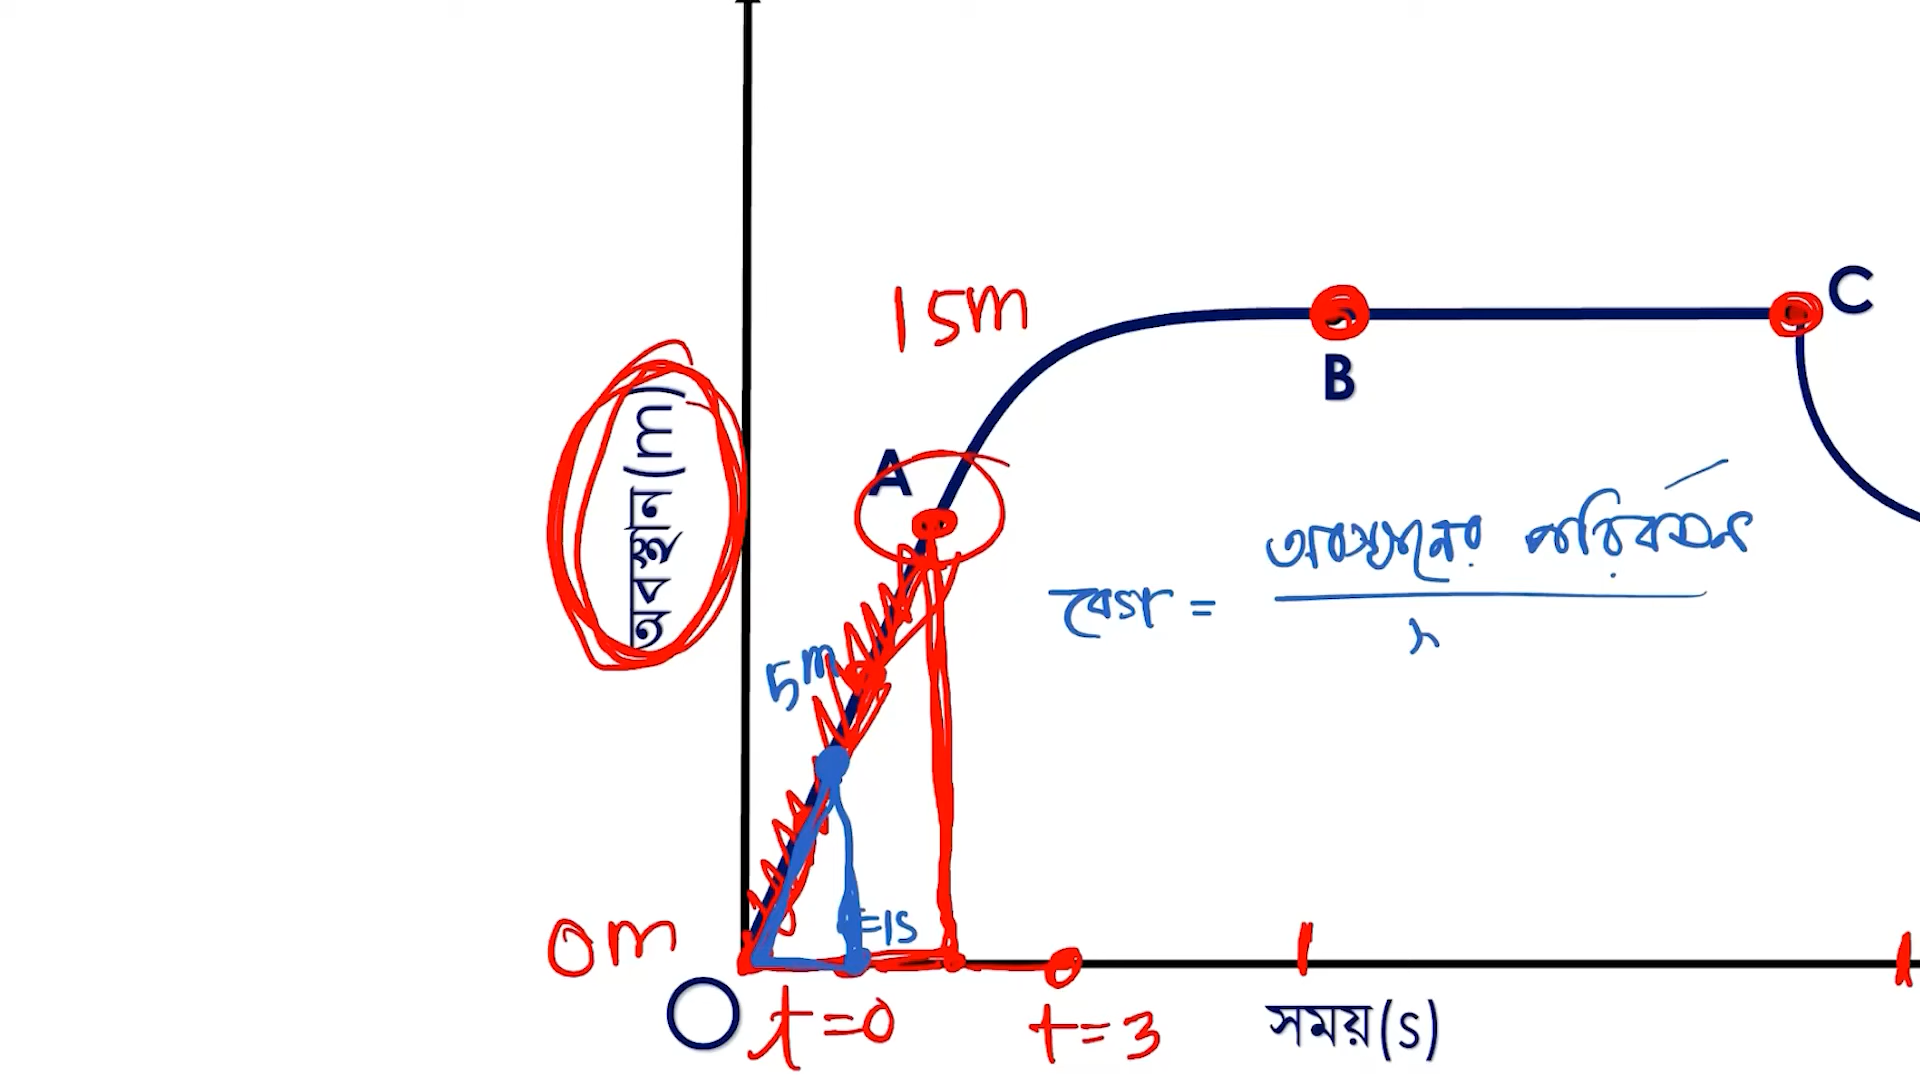 15m
C
B
A
অবস্থান (m)
অবস্থানের পরিবর্তন
বেগ =
5m
=1s
0m
O
t=0
t=3
সময় (s)